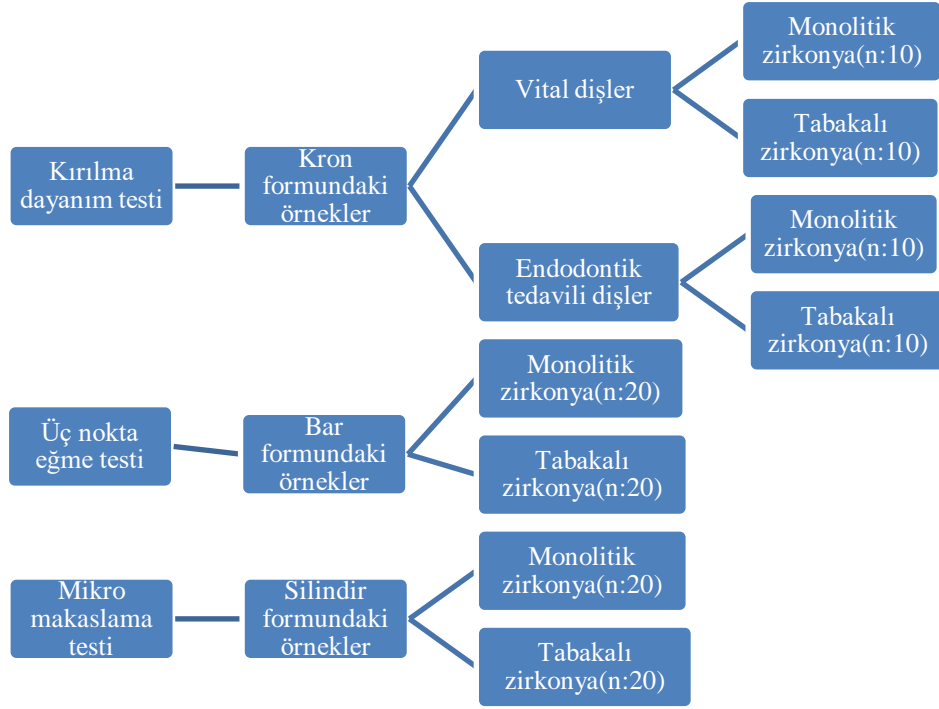 Kırılma
dayanım testi
Kron
formundaki
örnekler
Vital dişler
Monolitik
zirkonya(n:10)
Tabakalı
zirkonya(n:10)
Endodontik
tedavili dişler
Monolitik
zirkonya(n:10)
Tabakalı
zirkonya(n:10)
Üç nokta
eğme testi
Bar
formundaki
örnekler
Monolitik
zirkonya(n:20)
Tabakalı
zirkonya(n:20)
Mikro
makaslama
testi
Silindir
formundaki
örnekler
Monolitik
zirkonya(n:20)
Tabakalı
zirkonya(n:20)